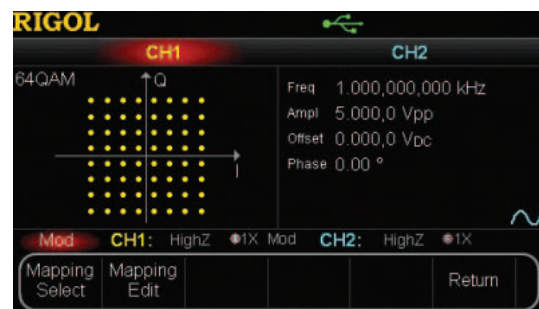 RIGOL
CH1 CH2
64QAM Q
I
Freq 1.000,000,000 kHz
Ampl 5.000,0 Vpp
Offset 0.000,0 VDC
Phase 0.00 °
Mod CH1: HighZ 1X Mod CH2: HighZ 1X
Mapping Select
Mapping Edit
Return